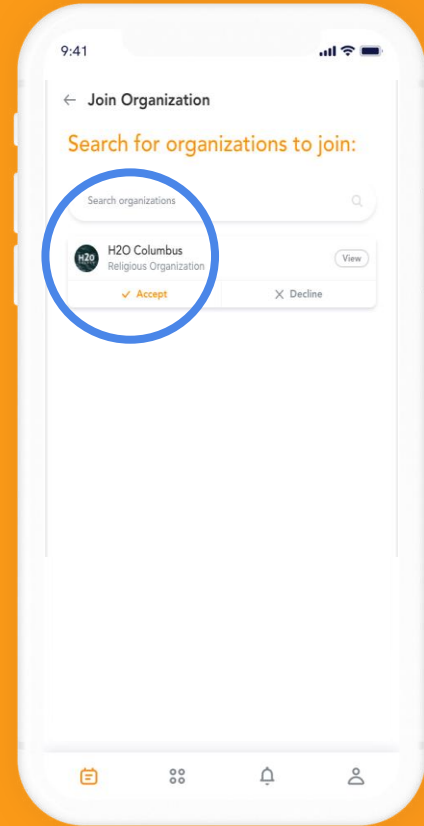 9:41
← Join Organization
Search for organizations to join:
Search organizations
H2O
H2O Columbus
Religious Organization
View
✓ Accept
X Decline